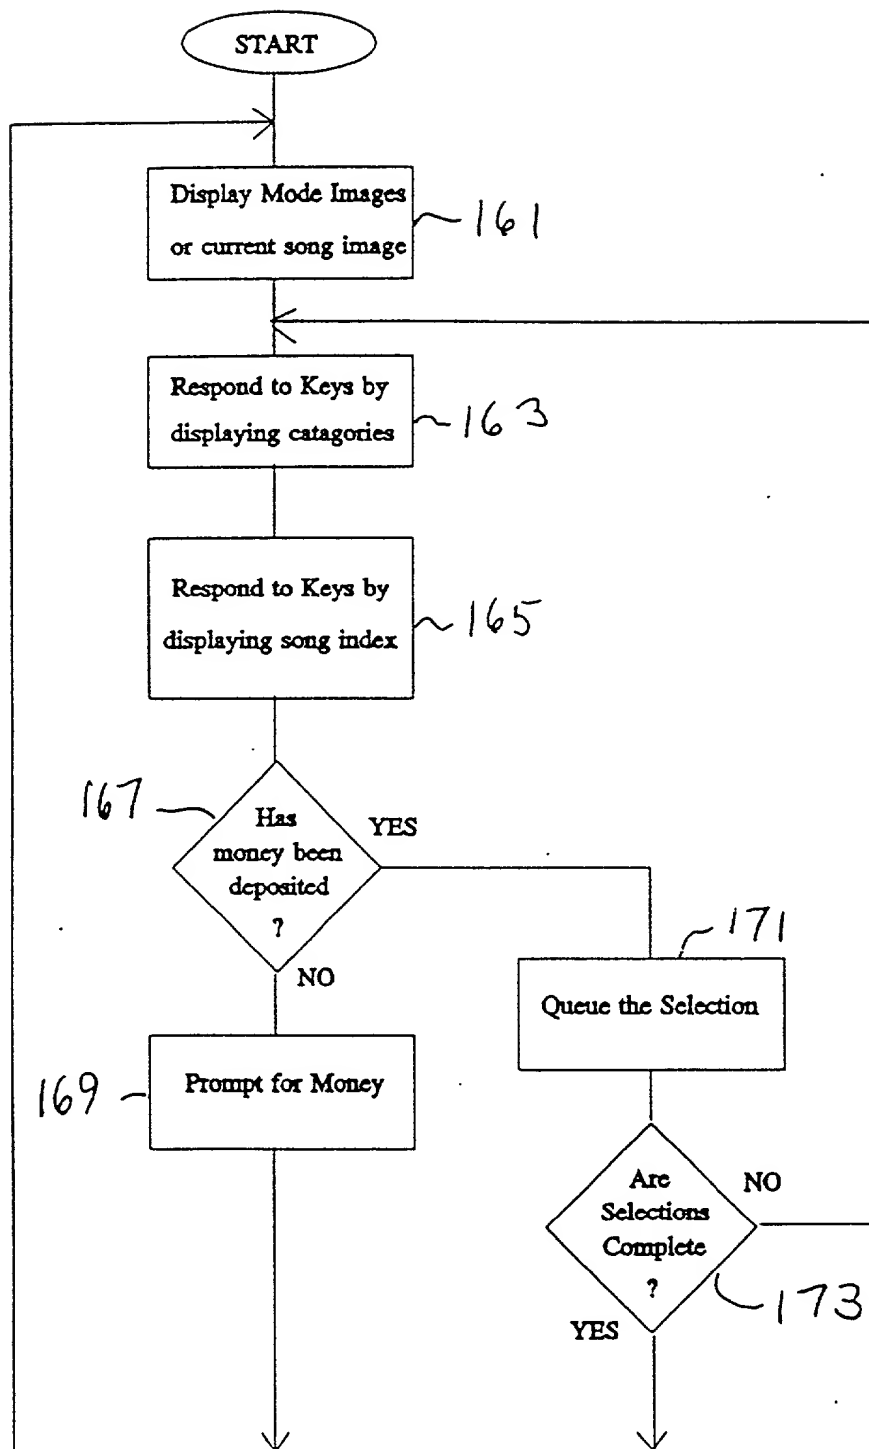 START
Display Mode Images
or current song image
161
Respond to Keys by
displaying catagories
163
Respond to Keys by
displaying song index
165
167
Has
money been
deposited
?
YES
NO
171
Queue the Selection
169
Prompt for Money
Are
Selections
Complete
?
NO
173
YES